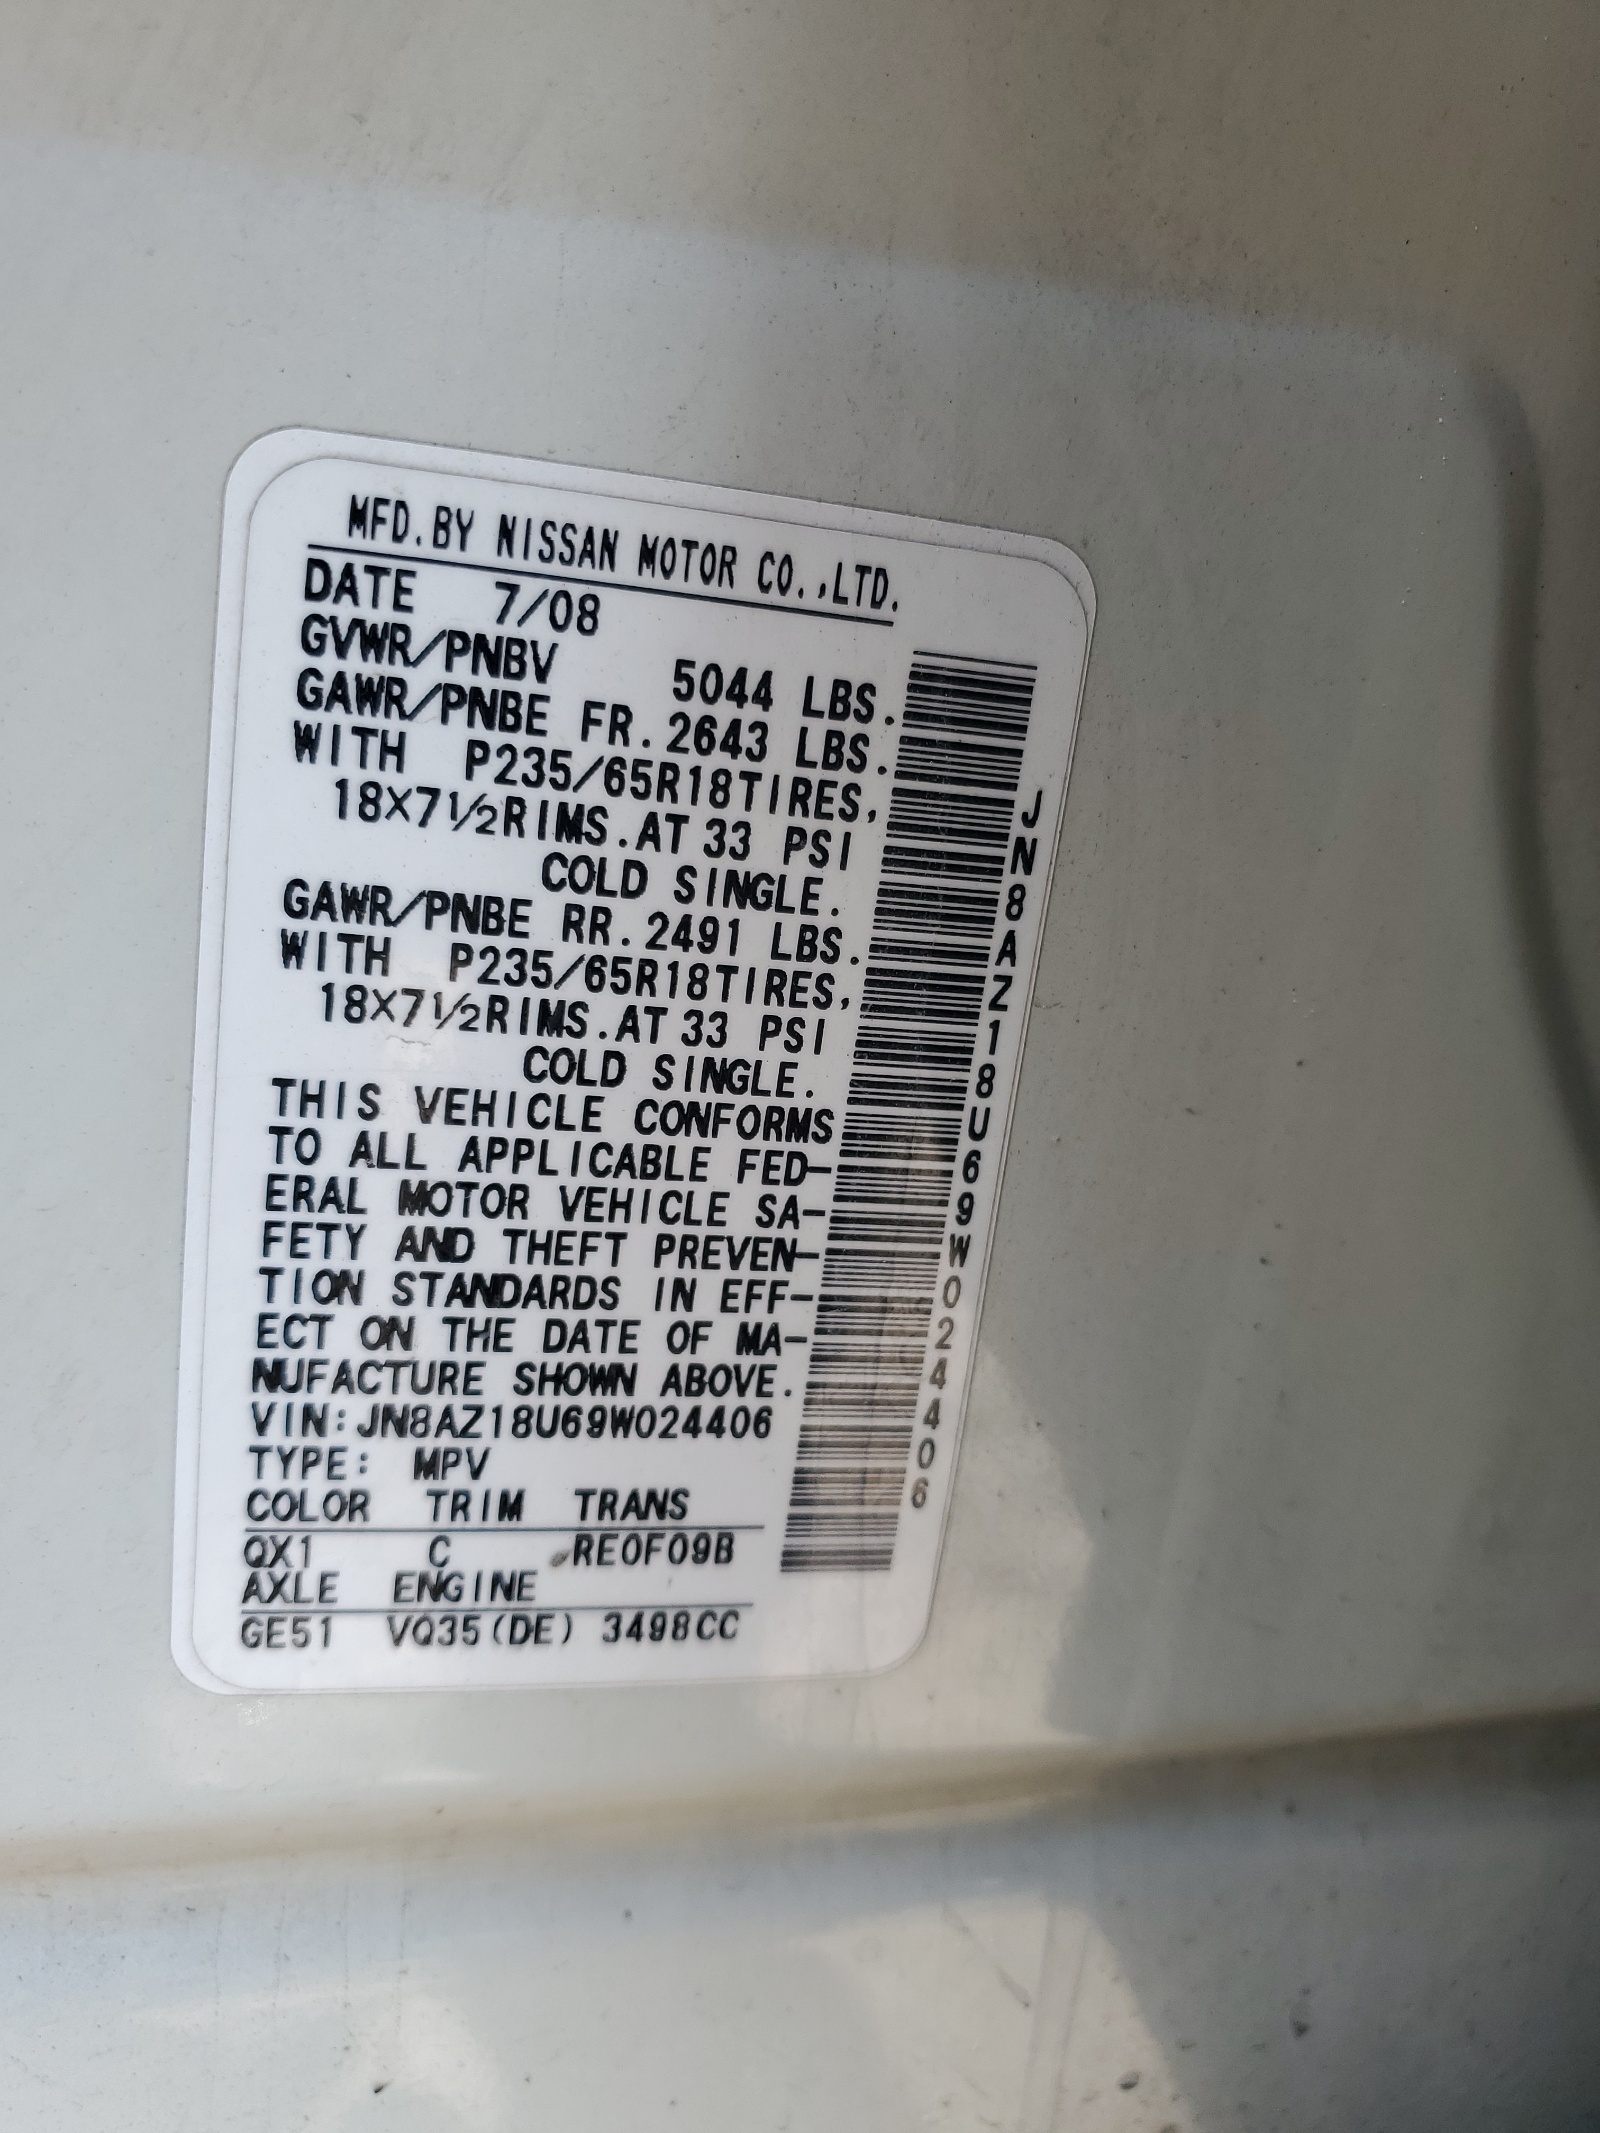 MFD.BY NISSAN MOTOR CO.,LTD.
DATE 7/08
GVWR/PNBV 5044 LBS.
GAWR/PNBE FR.2643 LBS.
WITH P235/65R18TIRES,
18X7½RIMS.AT 33 PSI
COLD SINGLE.
GAWR/PNBE RR.2491 LBS.
WITH P235/65R18TIRES,
18X7½RIMS.AT 33 PSI
COLD SINGLE.
THIS VEHICLE CONFORMS
TO ALL APPLICABLE FED-
ERAL MOTOR VEHICLE SA-
FETY AND THEFT PREVEN-
TION STANDARDS IN EFF-
ECT ON THE DATE OF MA-
NUFACTURE SHOWN ABOVE.
VIN:JN8AZ18U69W024406
TYPE: MPV
COLOR TRIM TRANS
QX1 C RE0F09B
AXLE ENGINE
GE51 VQ35(DE) 3498CC
JN8AZ18U69W024406